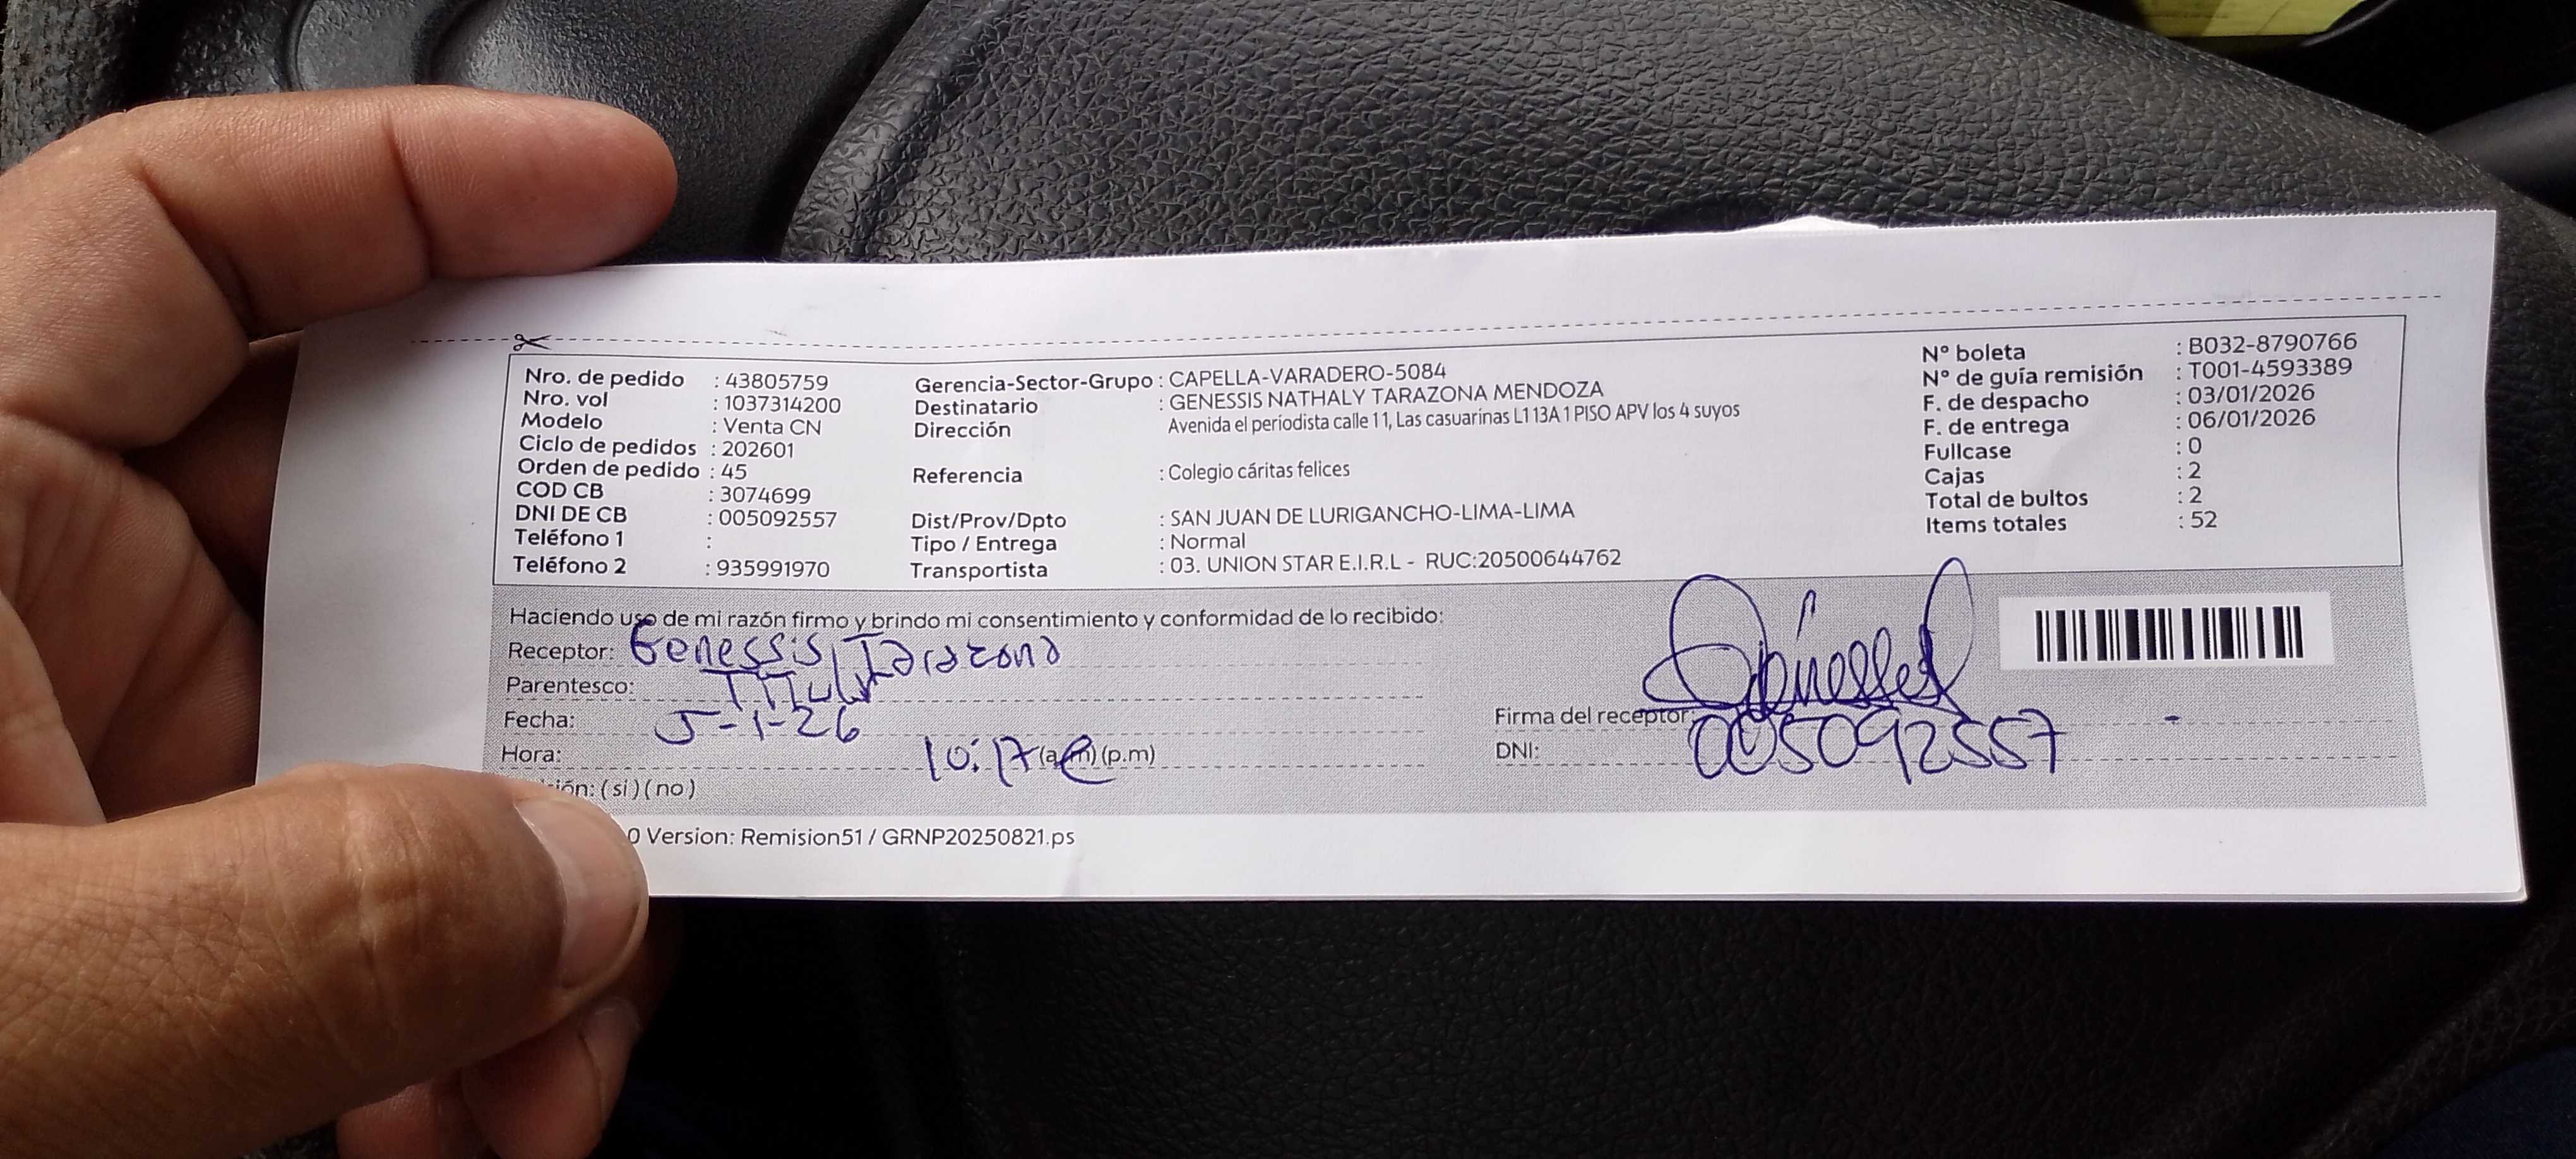 Nro. de pedido : 43805759
Nro. vol : 1037314200
Modelo : Venta CN
Ciclo de pedidos : 202601
Orden de pedido : 45
COD CB : 3074699
DNI DE CB : 005092557
Teléfono 1 :
Teléfono 2 : 935991970
Gerencia-Sector-Grupo : CAPELLA-VARADERO-5084
Destinatario : GENESSIS NATHALY TARAZONA MENDOZA
Dirección Avenida el periodista calle 11, Las casuarinas L1 13A 1 PISO APV los 4 suyos
Referencia : Colegio cáritas felices
Dist/Prov/Dpto : SAN JUAN DE LURIGANCHO-LIMA-LIMA
Tipo / Entrega : Normal
Transportista : 03. UNION STAR E.I.R.L - RUC:20500644762
N° boleta : B032-8790766
N° de guía remisión : T001-4593389
F. de despacho : 03/01/2026
F. de entrega : 06/01/2026
Fullcase : 0
Cajas : 2
Total de bultos : 2
Items totales : 52
Haciendo uso de mi razón firmo y brindo mi consentimiento y conformidad de lo recibido:
Receptor: Genessis Tarazona
Parentesco:
Fecha: 5-1-26
Hora: 10:17 (a.m) (p.m)
ión: ( si ) ( no )
Firma del receptor:
DNI: 005092557
0 Version: Remision51 / GRNP20250821.ps